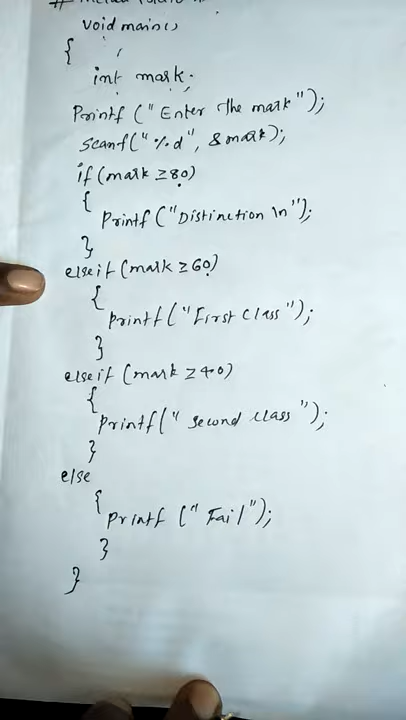 void main()
{
int mark;
Printf ("Enter The mark");
Scanf("%d", &mark);
if (mark ≥80)
{
Printf ("Distinction \n");
}
elseif (mark ≥60)
{
Printf("First Class");
}
elseif (mark ≥40)
{
Printf(" second class ");
}
else
{
Printf (" Fail");
}
}